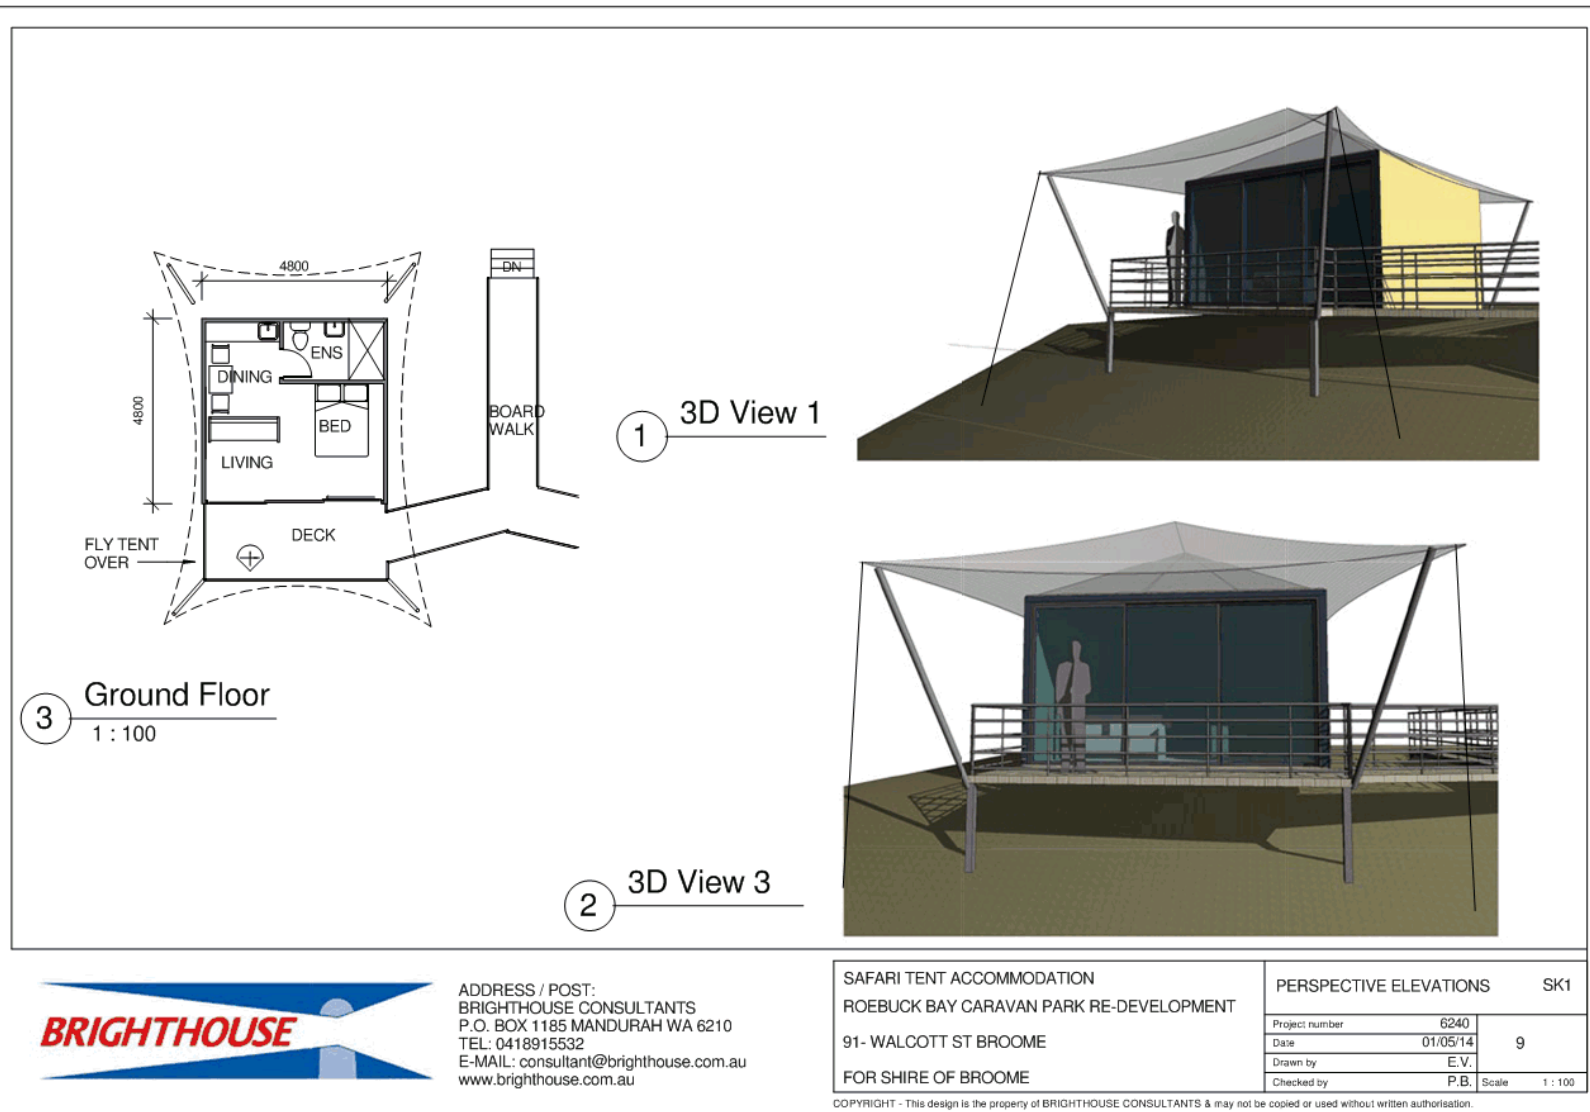 4800
DN
4800
ENS
DINING
BED
BOARD
WALK
LIVING
DECK
FLY TENT
OVER
3
Ground Floor
1 : 100
1
3D View 1
2
3D View 3
BRIGHTHOUSE
ADDRESS / POST:
BRIGHTHOUSE CONSULTANTS
P.O. BOX 1185 MANDURAH WA 6210
TEL: 0418915532
E-MAIL: consultant@brighthouse.com.au
www.brighthouse.com.au
SAFARI TENT ACCOMMODATION
ROEBUCK BAY CARAVAN PARK RE-DEVELOPMENT
91- WALCOTT ST BROOME
FOR SHIRE OF BROOME
PERSPECTIVE ELEVATIONS SK1
Project number 6240
Date 01/05/14
9
Drawn by E.V.
Checked by P.B.
Scale 1 : 100
COPYRIGHT - This design is the property of BRIGHTHOUSE CONSULTANTS & may not be copied or used without written authorisation.